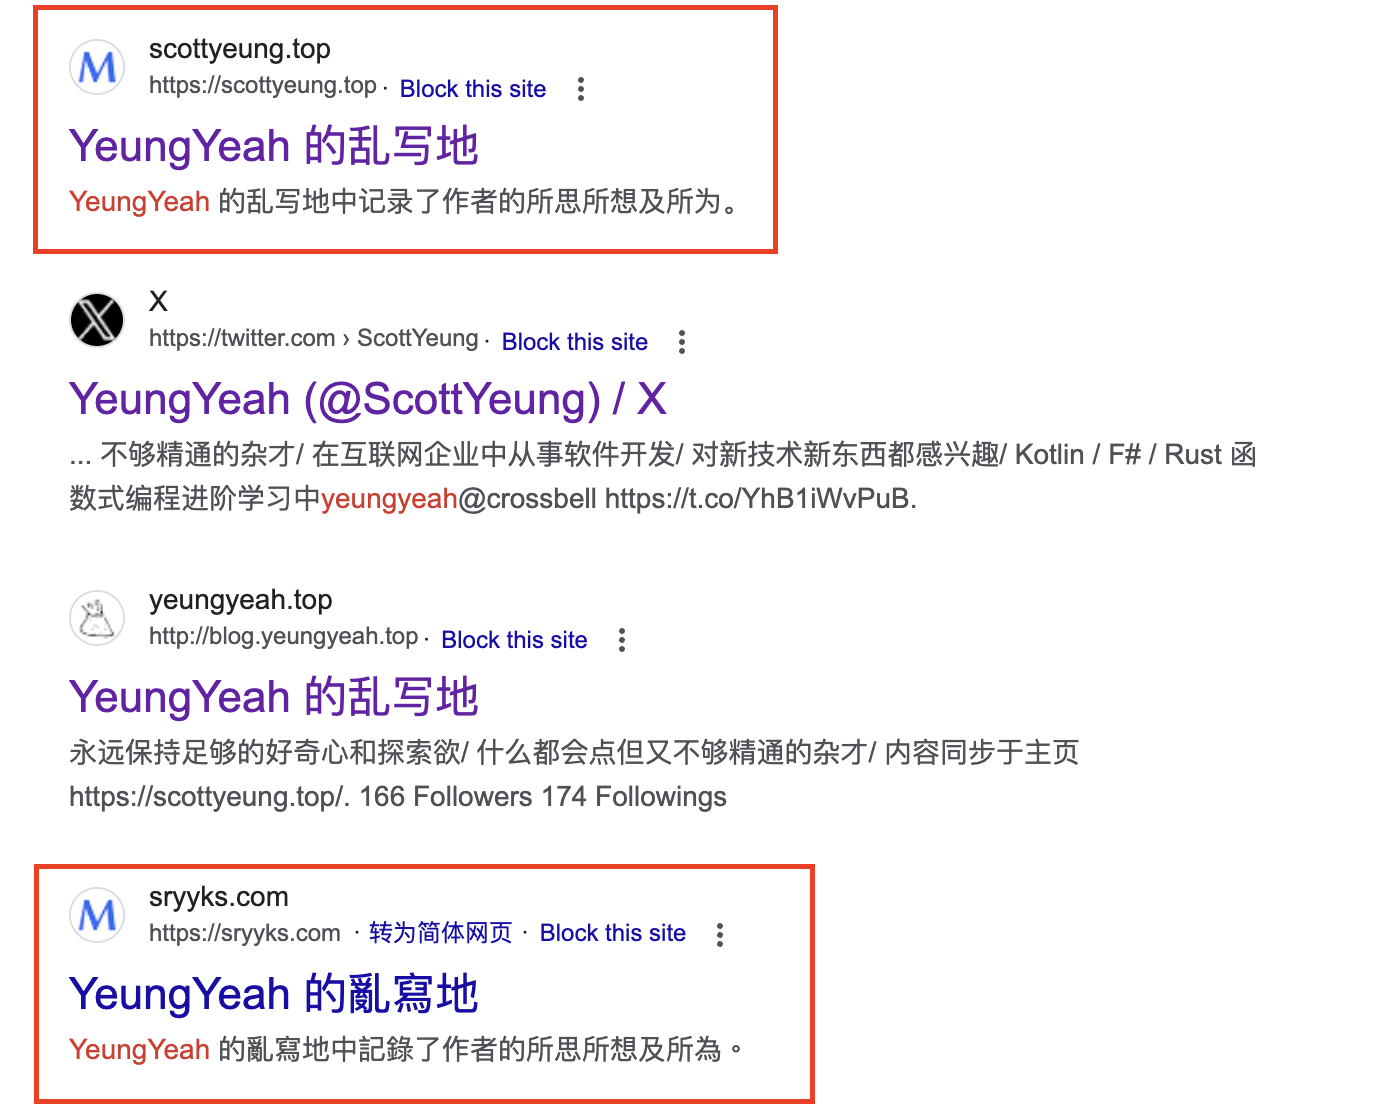 scottyeung.top
https://scottyeung.top · Block this site
YeungYeah 的乱写地
YeungYeah 的乱写地中记录了作者的所思所想及所为。
X
https://twitter.com › ScottYeung · Block this site
YeungYeah (@ScottYeung) / X
... 不够精通的杂才/ 在互联网企业中从事软件开发/ 对新技术新东西都感兴趣/ Kotlin / F# / Rust 函
数式编程进阶学习中yeungyeah@crossbell https://t.co/YhB1iWvPuB.
yeungyeah.top
http://blog.yeungyeah.top · Block this site
YeungYeah 的乱写地
永远保持足够的好奇心和探索欲/ 什么都会点但又不够精通的杂才/ 内容同步于主页
https://scottyeung.top/. 166 Followers 174 Followings
sryyks.com
https://sryyks.com · 转为简体网页 · Block this site
YeungYeah 的亂寫地
YeungYeah 的亂寫地中記錄了作者的所思所想及所為。